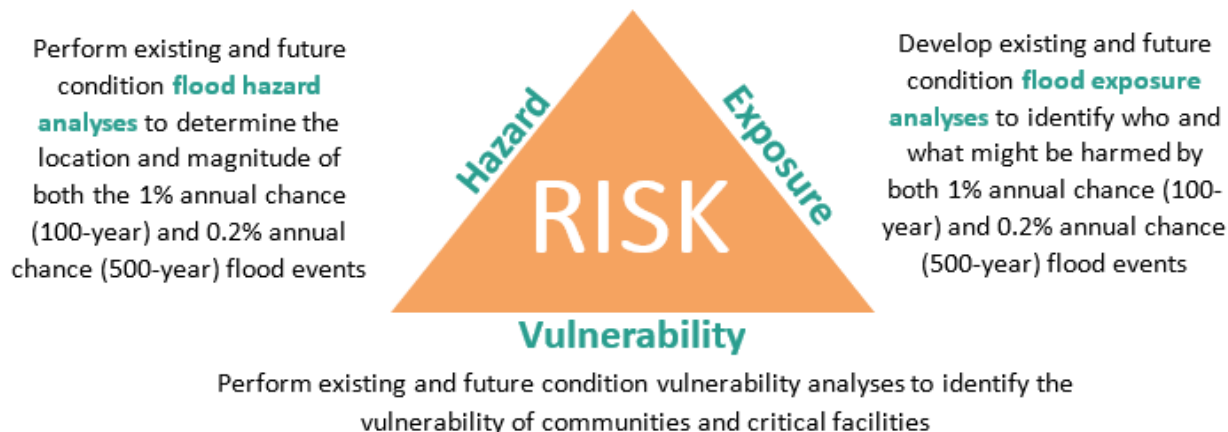 Perform existing and future
condition flood hazard
analyses to determine the
location and magnitude of
both the 1% annual chance
(100-year) and 0.2% annual
chance (500-year) flood events
Hazard
RISK
Exposure
Develop existing and future
condition flood exposure
analyses to identify who and
what might be harmed by
both 1% annual chance (100-
year) and 0.2% annual chance
(500-year) flood events
Vulnerability
Perform existing and future condition vulnerability analyses to identify the
vulnerability of communities and critical facilities